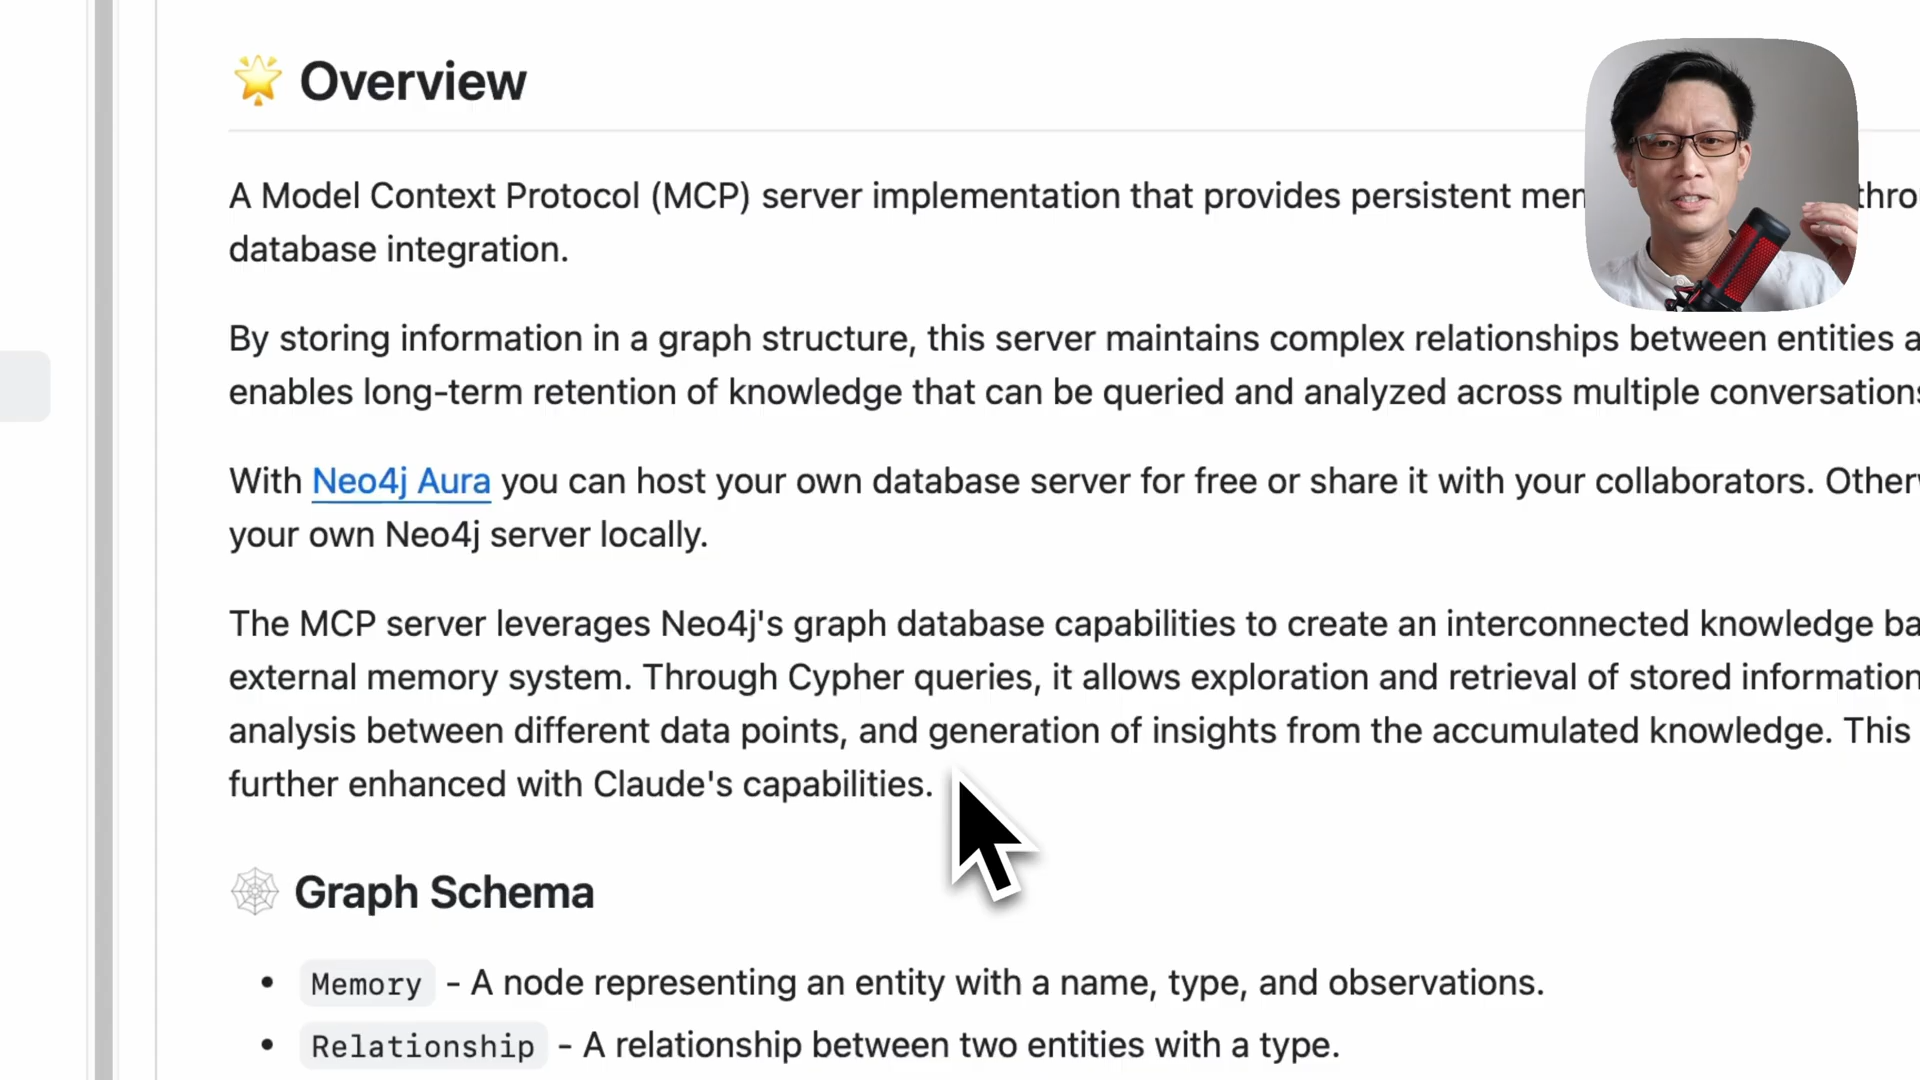 Overview
A Model Context Protocol (MCP) server implementation that provides persistent
database integration.
By storing information in a graph structure, this server maintains complex relationships between entities
enables long-term retention of knowledge that can be queried and analyzed across multiple conversations
With Neo4j Aura you can host your own database server for free or share it with your collaborators.
your own Neo4j server locally.
The MCP server leverages Neo4j's graph database capabilities to create an interconnected knowledge
external memory system. Through Cypher queries, it allows exploration and retrieval of stored information
analysis between different data points, and generation of insights from the accumulated knowledge. This
further enhanced with Claude's capabilities.
Graph Schema
• Memory - A node representing an entity with a name, type, and observations.
• Relationship - A relationship between two entities with a type.